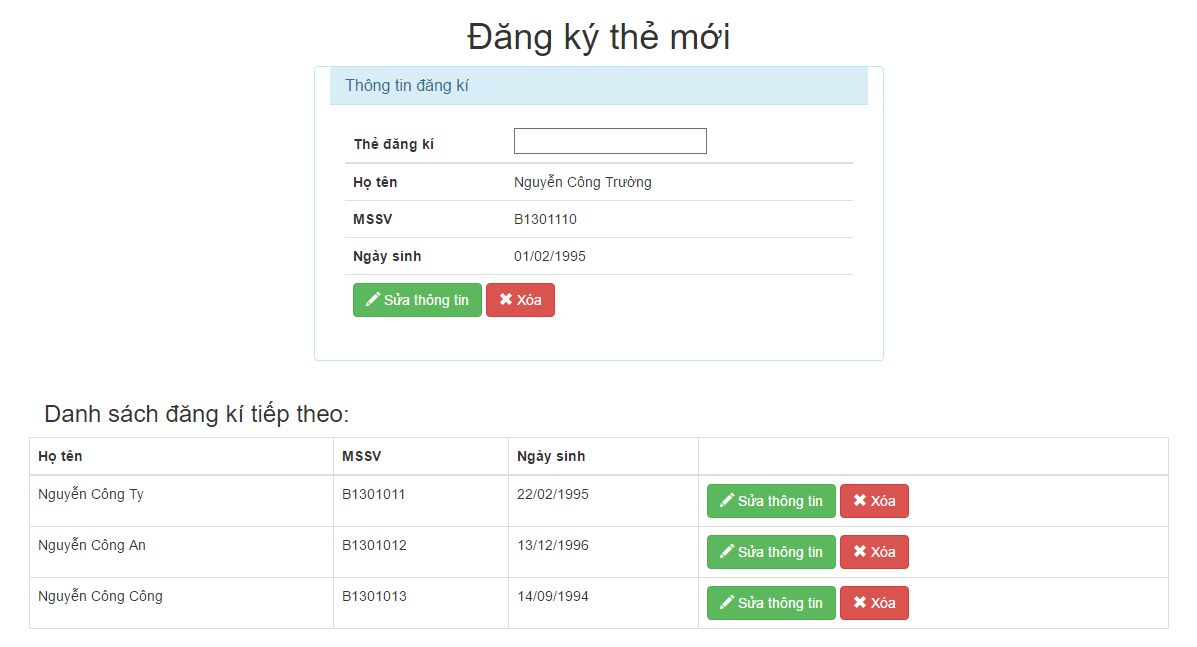 Đăng ký thẻ mới
Thông tin đăng kí
Thẻ đăng kí
Họ tên Nguyễn Công Trường
MSSV B1301110
Ngày sinh 01/02/1995
Sửa thông tin Xóa
Danh sách đăng kí tiếp theo:
Họ tên MSSV Ngày sinh
Nguyễn Công Ty B1301011 22/02/1995 Sửa thông tin Xóa
Nguyễn Công An B1301012 13/12/1996 Sửa thông tin Xóa
Nguyễn Công Công B1301013 14/09/1994 Sửa thông tin Xóa